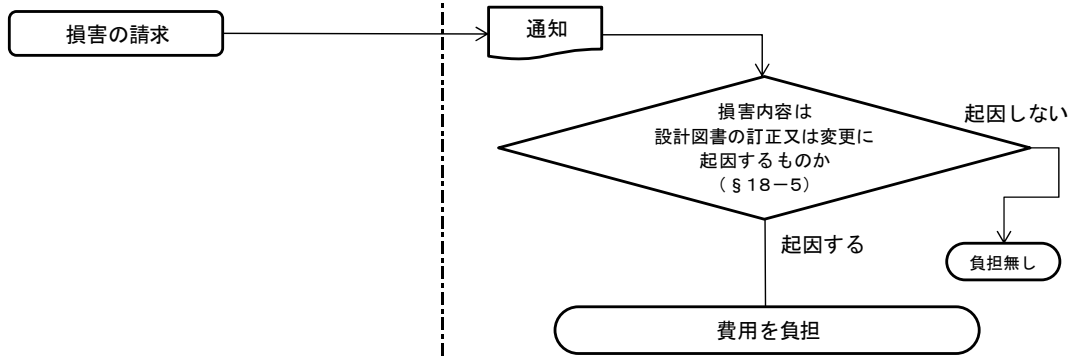 損害の請求
通知
損害内容は
設計図書の訂正又は変更に
起因するものか
(§18-5)
起因しない
起因する
負担無し
費用を負担